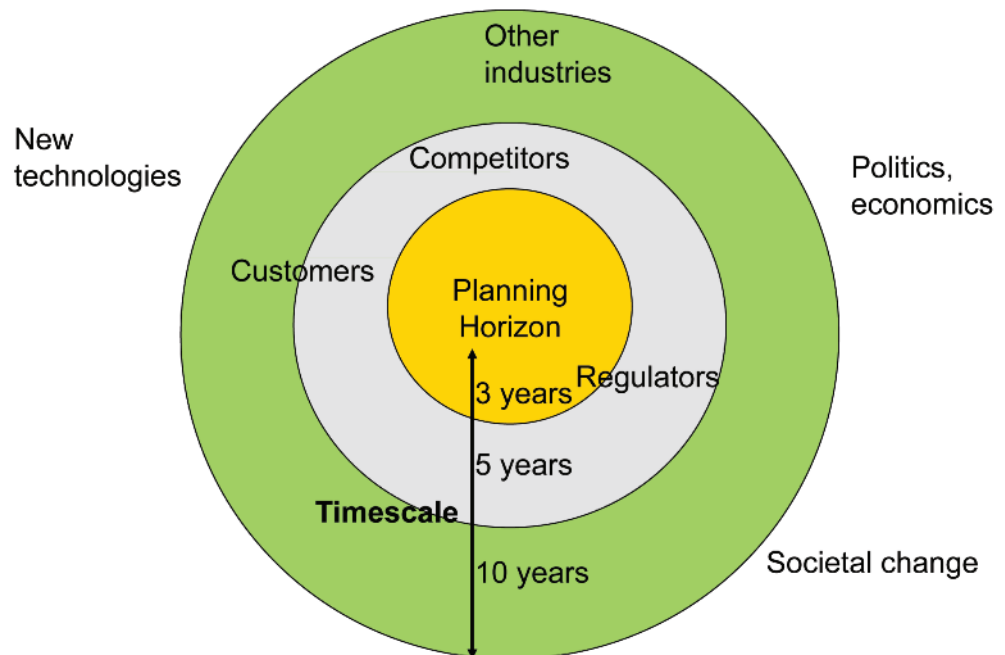 Other
industries
New
technologies
Competitors
Politics,
economics
Customers
Planning
Horizon
Regulators
3 years
5 years
Timescale
10 years
Societal change